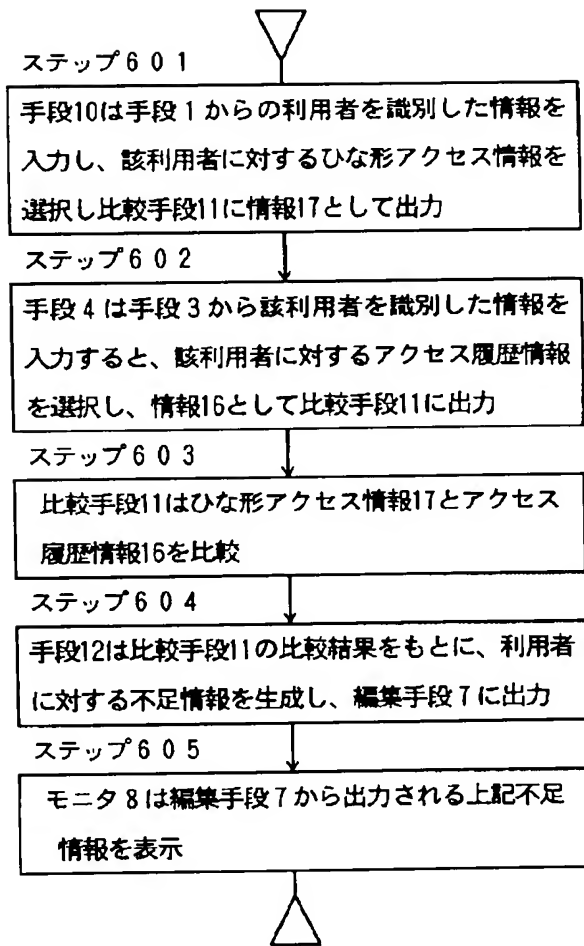 ステップ601
手段10は手段1からの利用者を識別した情報を
入力し、該利用者に対するひな形アクセス情報を
選択し比較手段11に情報17として出力
ステップ602
手段4は手段3から該利用者を識別した情報を
入力すると、該利用者に対するアクセス履歴情報
を選択し、情報16として比較手段11に出力
ステップ603
比較手段11はひな形アクセス情報17とアクセス
履歴情報16を比較
ステップ604
手段12は比較手段11の比較結果をもとに、利用者
に対する不足情報を生成し、編集手段7に出力
ステップ605
モニタ8は編集手段7から出力される上記不足
情報を表示